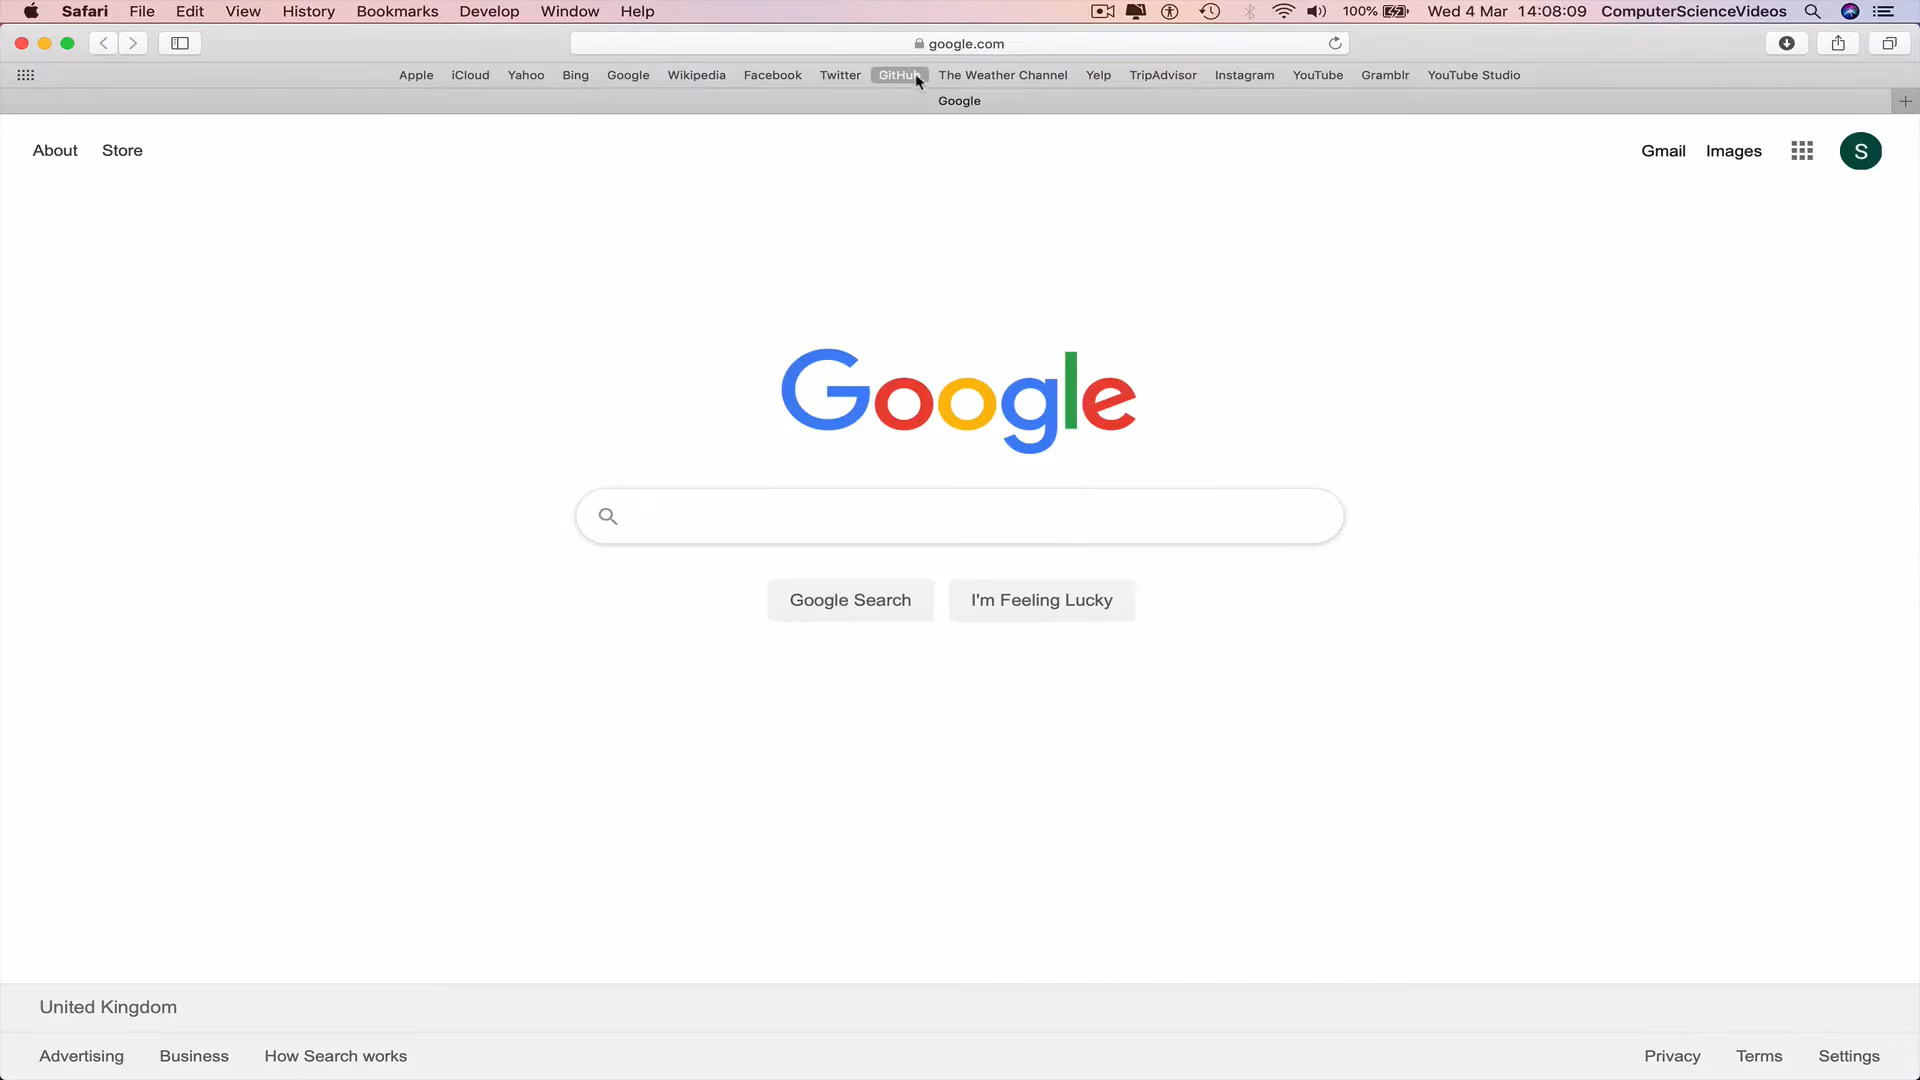 Safari File Edit View History Bookmarks Develop Window Help 100% Wed 4 Mar 14:08:09 ComputerScienceVideos
google.com
Apple iCloud Yahoo Bing Google Wikipedia Facebook Twitter GitHub The Weather Channel Yelp TripAdvisor Instagram YouTube Gramblr YouTube Studio
Google
About Store Gmail Images S
Google
Google Search I'm Feeling Lucky
United Kingdom
Advertising Business How Search works Privacy Terms Settings